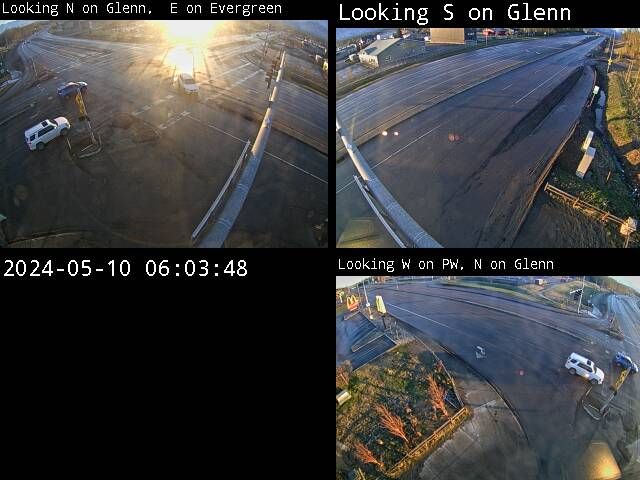 Looking N on Glenn,  E on Evergreen
Looking S on Glenn
2024-05-10 06:03:48
Looking W on PW, N on Glenn